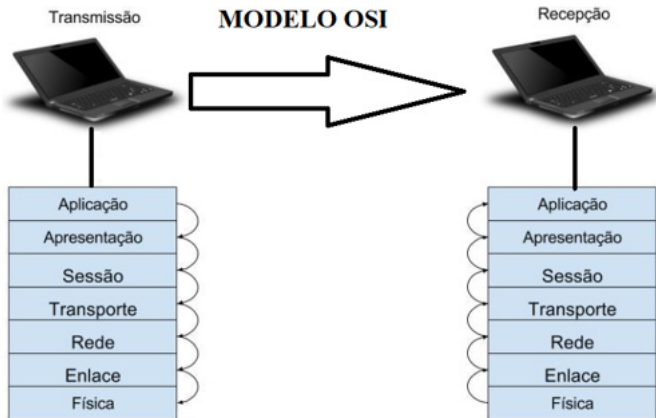 Transmissão
MODELO OSI
Recepção
Aplicação
Apresentação
Sessão
Transporte
Rede
Enlace
Física
Aplicação
Apresentação
Sessão
Transporte
Rede
Enlace
Física